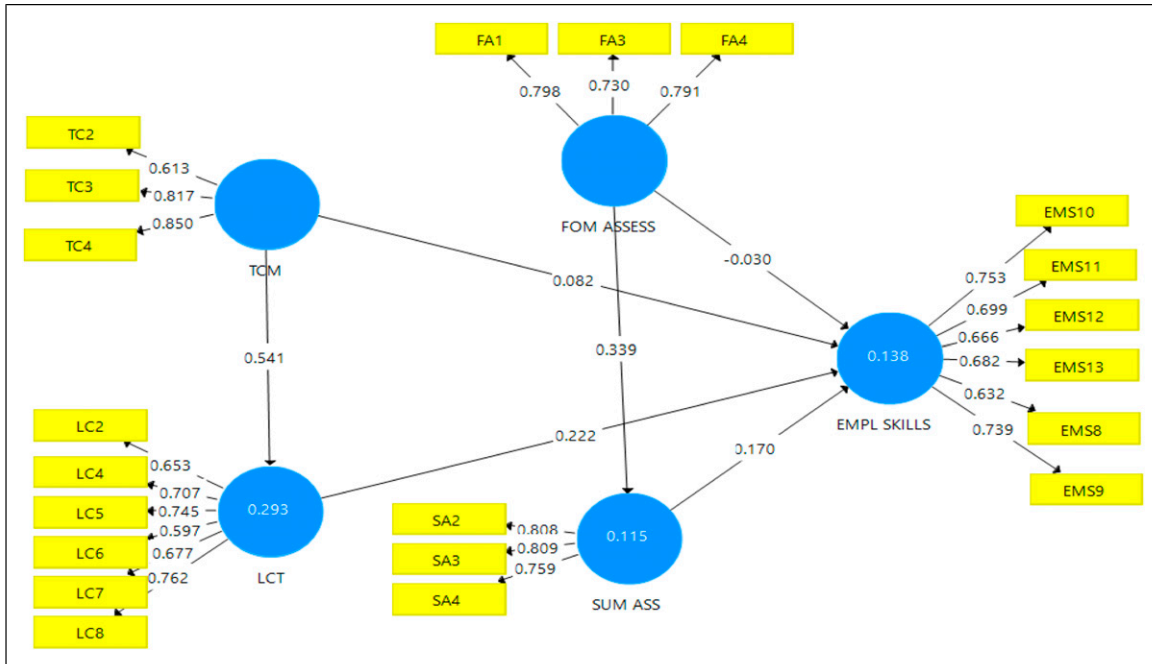 FA1
FA3
FA4
0.798
0.730
0.791
FOM ASSESS
TC2
TC3
TC4
0.613
0.817
0.850
TCM
-0.030
0.082
0.541
0.339
EMS10
EMS11
EMS12
EMS13
EMS8
EMS9
0.753
0.699
0.666
0.682
0.632
0.739
0.138
EMPL SKILLS
0.222
0.170
LC2
LC4
LC5
LC6
LC7
LC8
0.653
0.707
0.745
0.597
0.677
0.762
0.293
LCT
SA2
SA3
SA4
0.808
0.809
0.759
0.115
SUM ASS